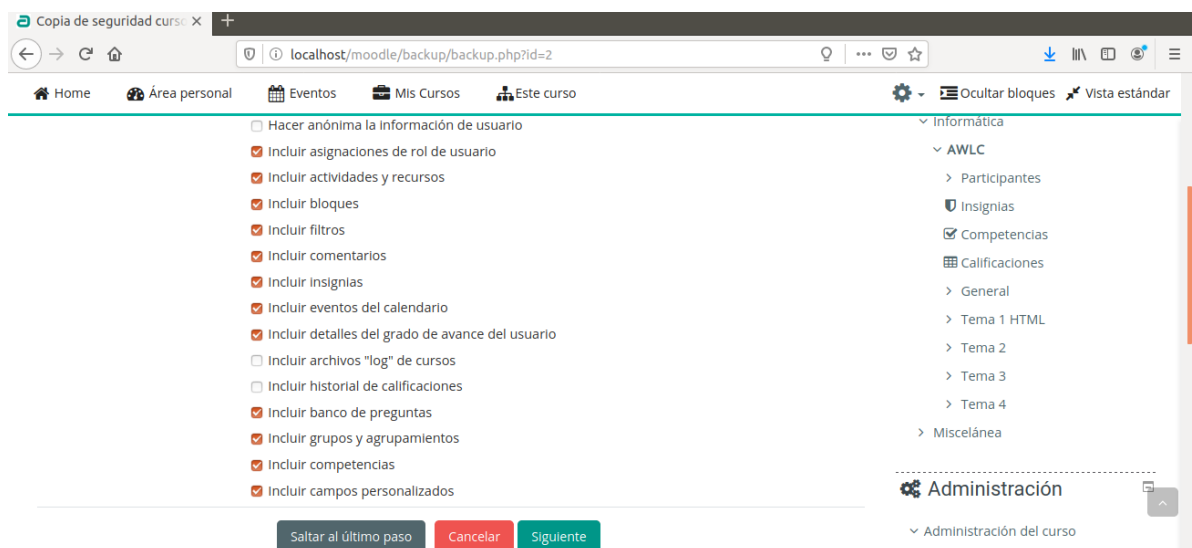 Copia de seguridad curso
localhost/moodle/backup/backup.php?id=2
Home Área personal Eventos Mis Cursos Este curso Ocultar bloques Vista estándar
Hacer anónima la información de usuario
Incluir asignaciones de rol de usuario
Incluir actividades y recursos
Incluir bloques
Incluir filtros
Incluir comentarios
Incluir insignias
Incluir eventos del calendario
Incluir detalles del grado de avance del usuario
Incluir archivos "log" de cursos
Incluir historial de calificaciones
Incluir banco de preguntas
Incluir grupos y agrupamientos
Incluir competencias
Incluir campos personalizados
Saltar al último paso Cancelar Siguiente
Informática
AWLC
Participantes
Insignias
Competencias
Calificaciones
General
Tema 1 HTML
Tema 2
Tema 3
Tema 4
Miscelánea
Administración
Administración del curso